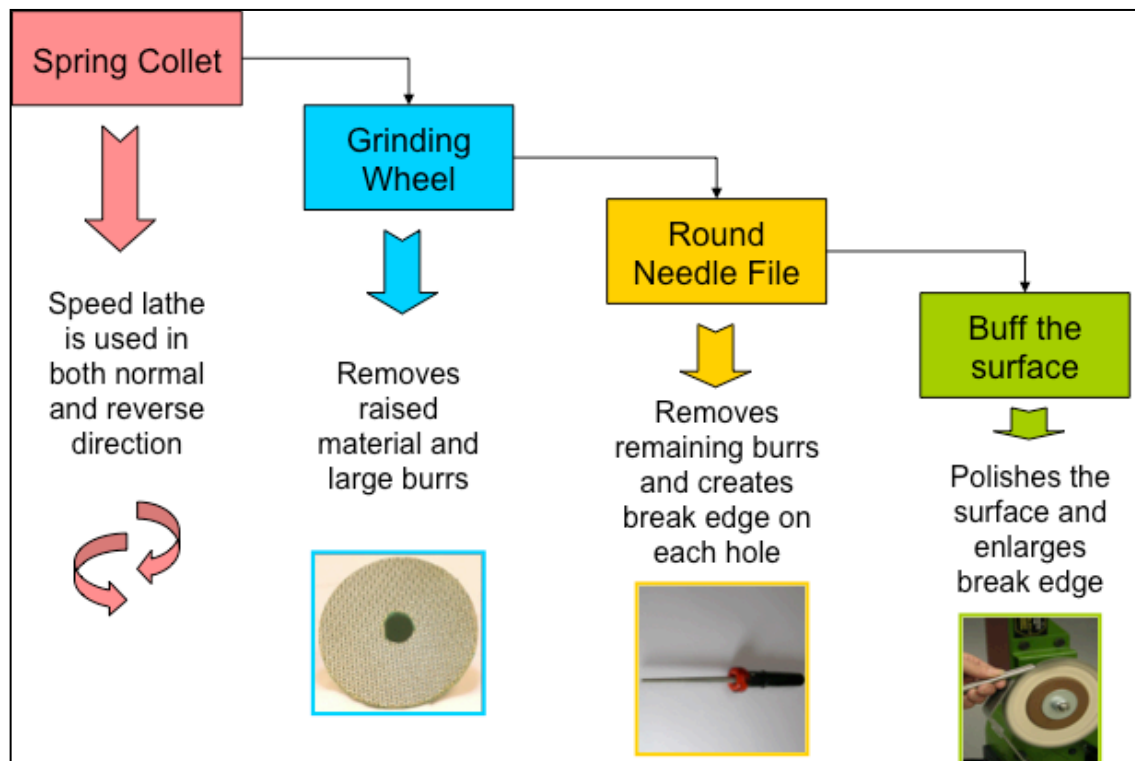 Spring Collet
Grinding
Wheel
Round
Needle File
Buff the
surface
Speed lathe
is used in
both normal
and reverse
direction
Removes
raised
material and
large burrs
Removes
remaining burrs
and creates
break edge on
each hole
Polishes the
surface and
enlarges
break edge